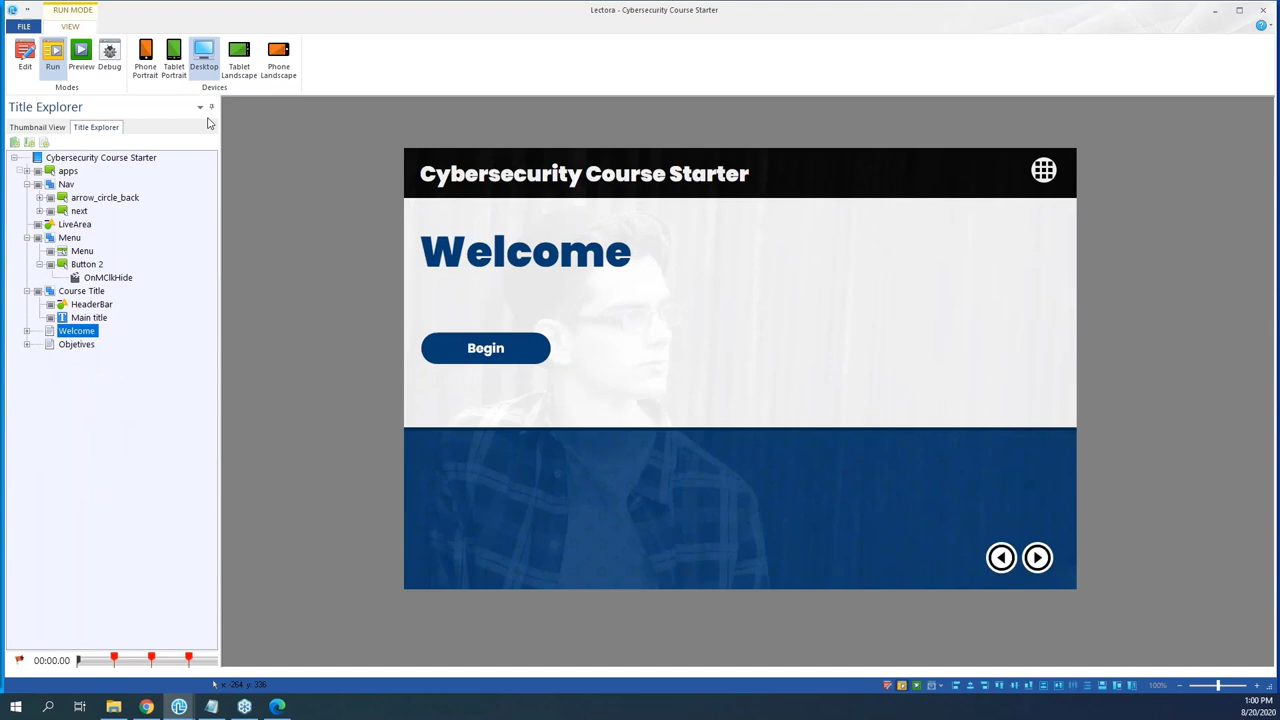 RUN MODE
Lectora - Cybersecurity Course Starter
FILE
VIEW
Edit
Run
Preview
Debug
Phone Portrait
Tablet Portrait
Desktop
Tablet Landscape
Phone Landscape
Modes
Devices
Title Explorer
Thumbnail View
Title Explorer
Cybersecurity Course Starter
apps
Nav
arrow_circle_back
next
LiveArea
Menu
Menu
Button 2
OnMClkHide
Course Title
HeaderBar
Main title
Welcome
Objetives
Cybersecurity Course Starter
Welcome
Begin
00:00.00
x: -264 y: 336
100%
1:00 PM
8/20/2020